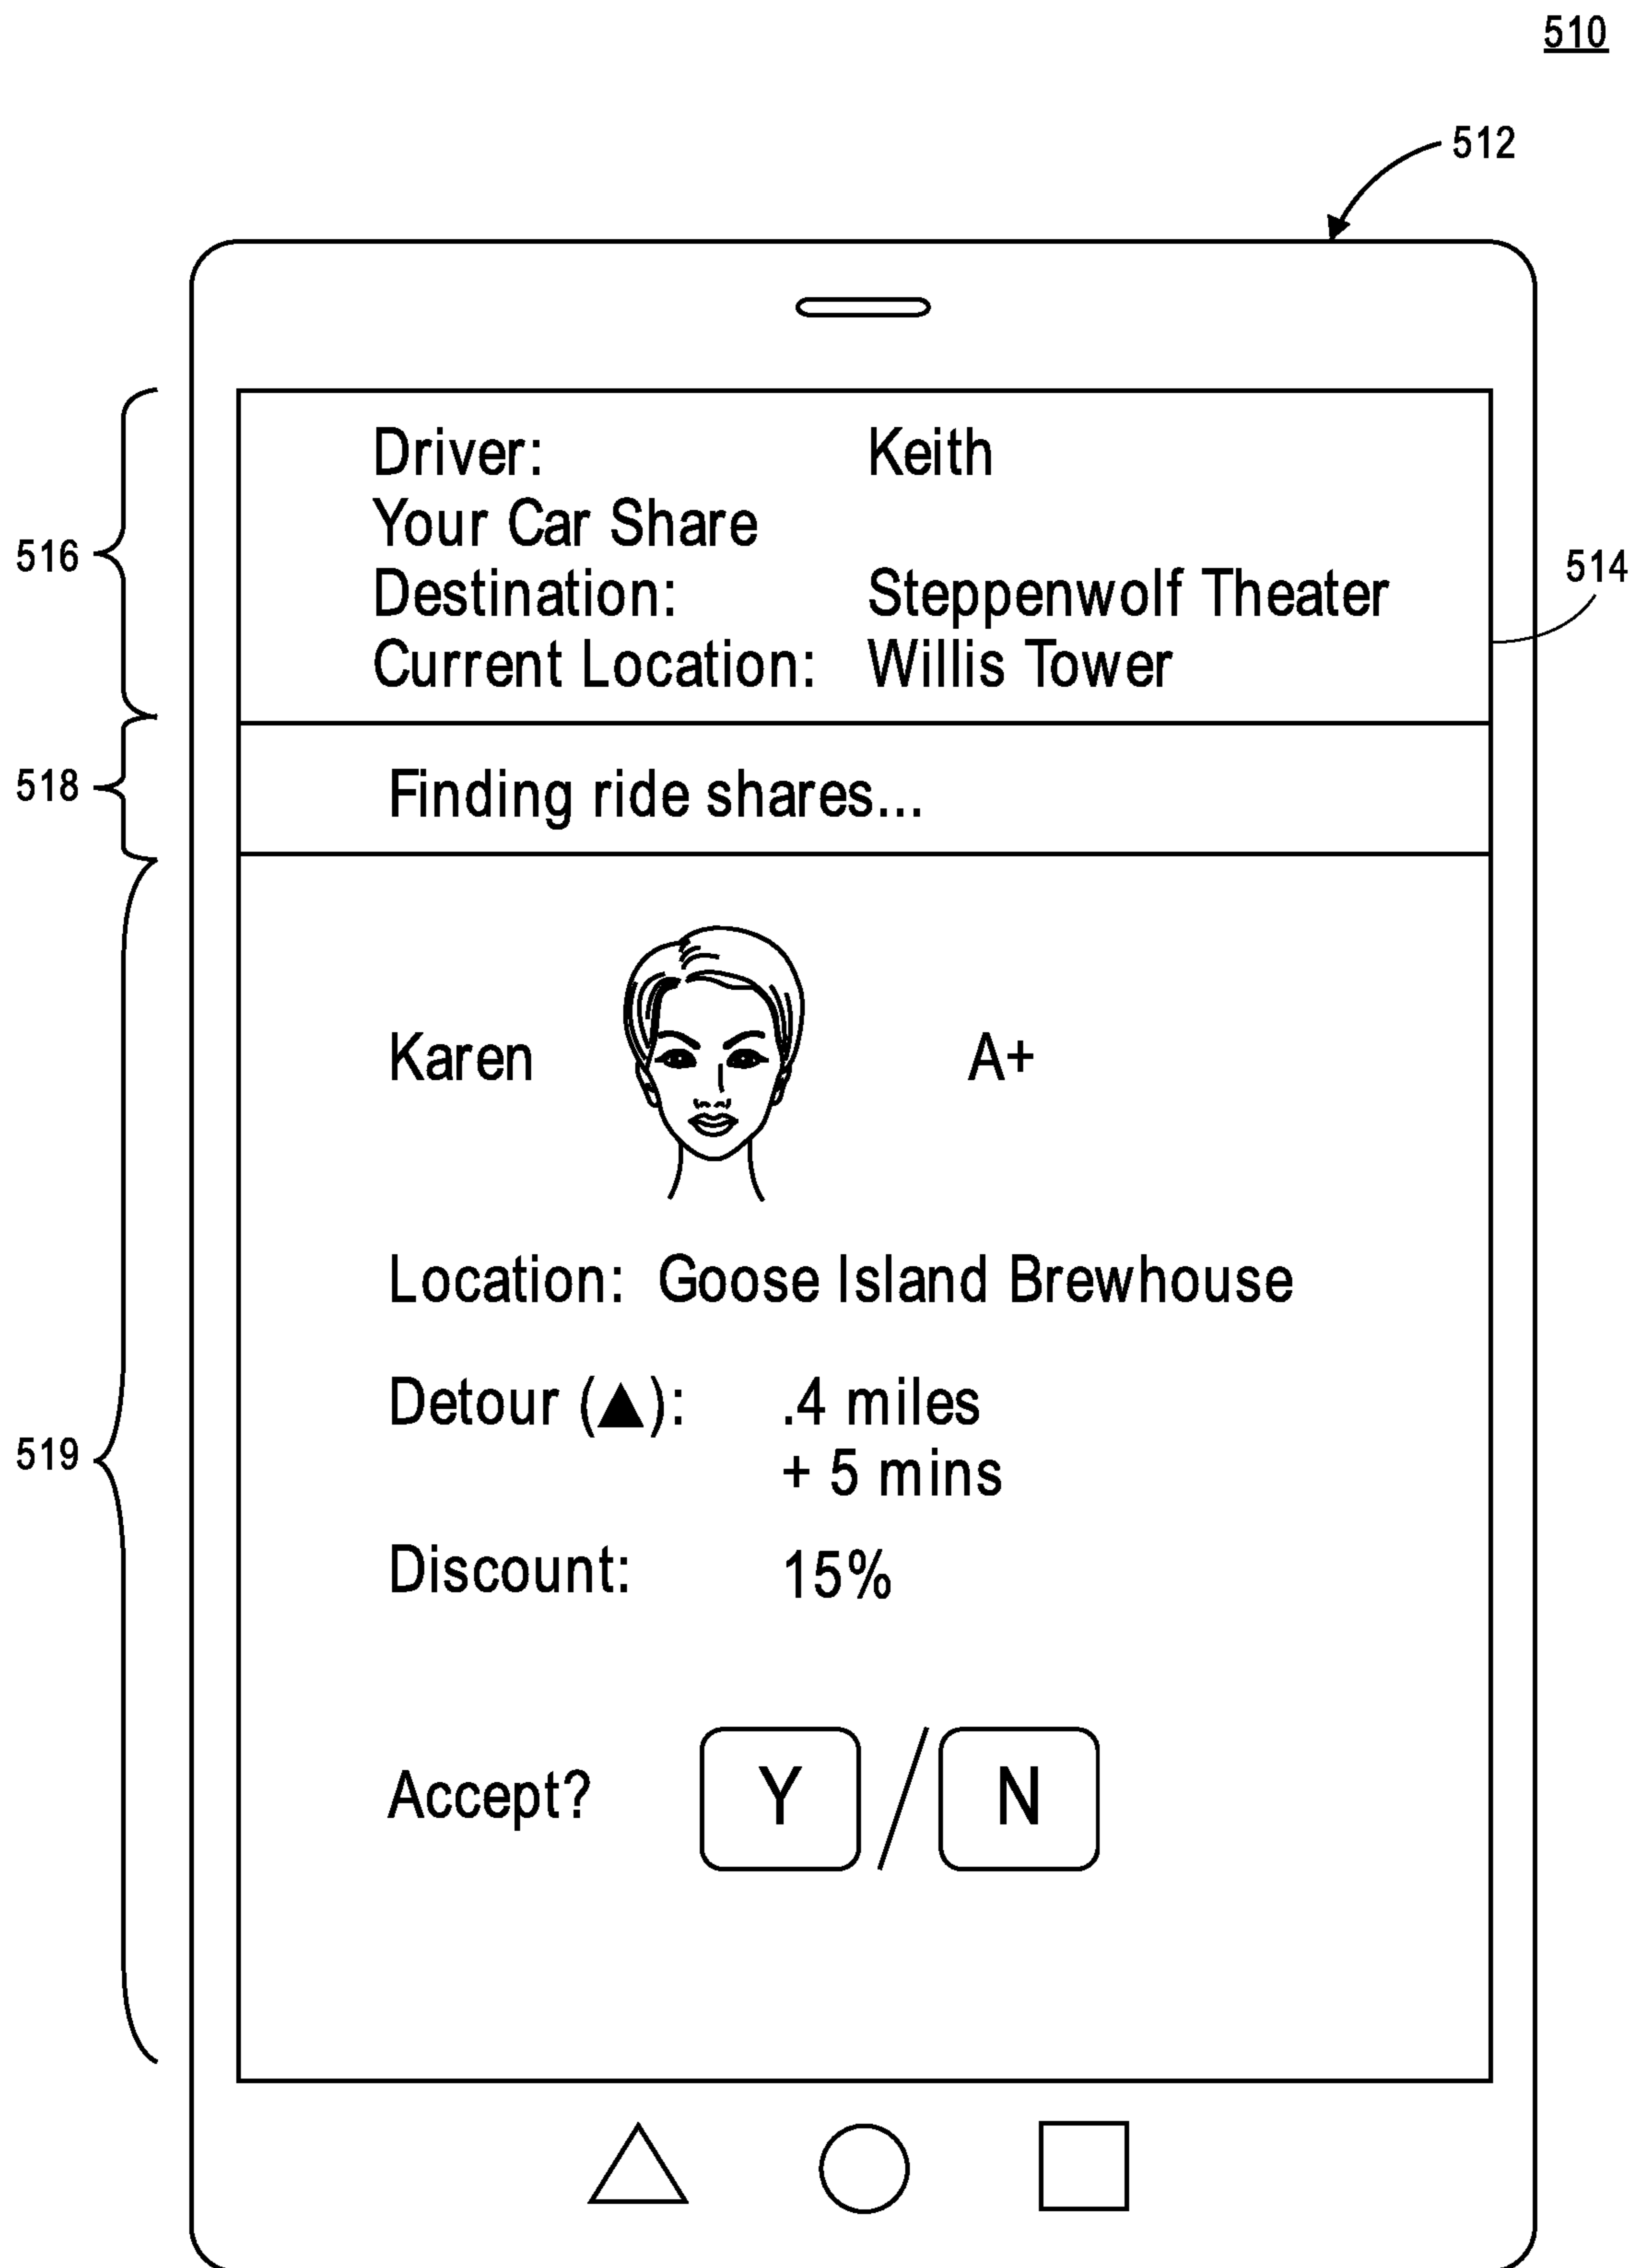 510
512
Driver: Keith
Your Car Share
516
514
Destination: Steppenwolf Theater
Current Location: Willis Tower
518
Finding ride shares...
Karen A+
Location: Goose Island Brewhouse
Detour (▲): .4 miles
519
+ 5 mins
Discount: 15%
Accept? Y / N